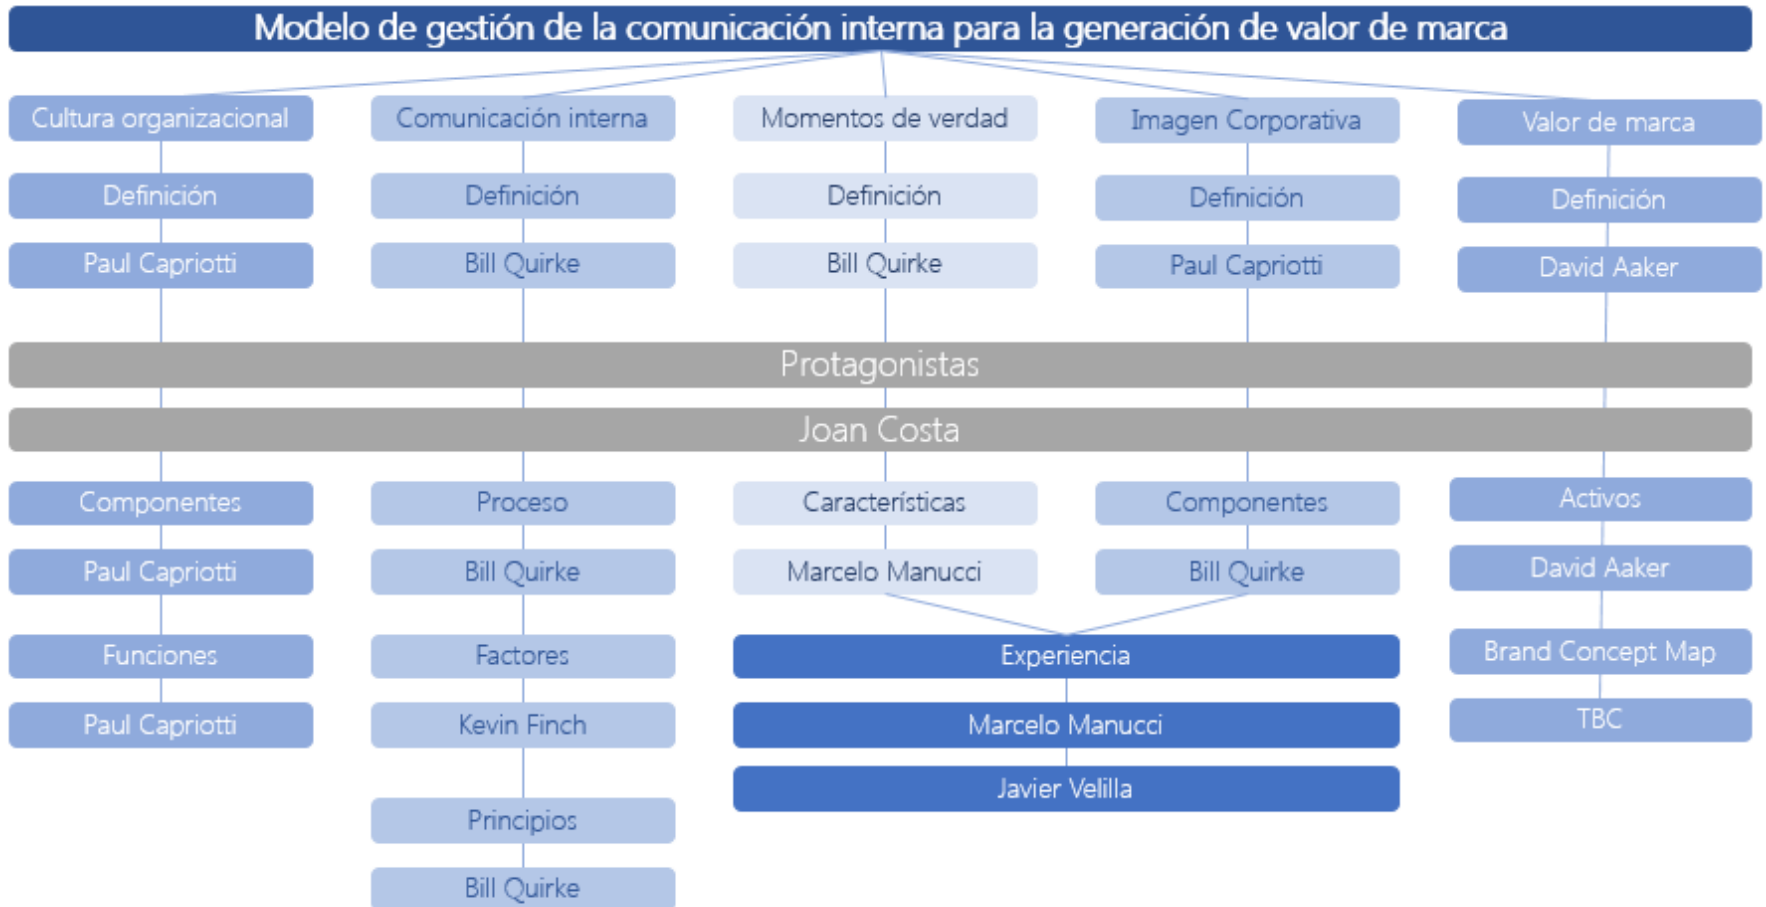 Modelo de gestión de la comunicación interna para la generación de valor de marca
Cultura organizacional
Comunicación interna
Momentos de verdad
Imagen Corporativa
Valor de marca
Definición
Definición
Definición
Definición
Definición
Paul Capriotti
Bill Quirke
Bill Quirke
Paul Capriotti
David Aaker
Protagonistas
Joan Costa
Componentes
Proceso
Características
Componentes
Activos
Paul Capriotti
Bill Quirke
Marcelo Manucci
Bill Quirke
David Aaker
Funciones
Factores
Experiencia
Brand Concept Map
Paul Capriotti
Kevin Finch
Marcelo Manucci
TBC
Javier Velilla
Principios
Bill Quirke